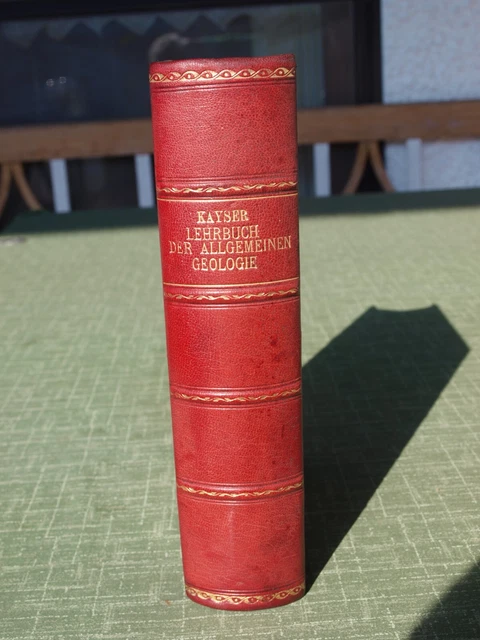 KAYSER
LEHRBUCH
DER ALLGEMEINEN
GEOLOGIE